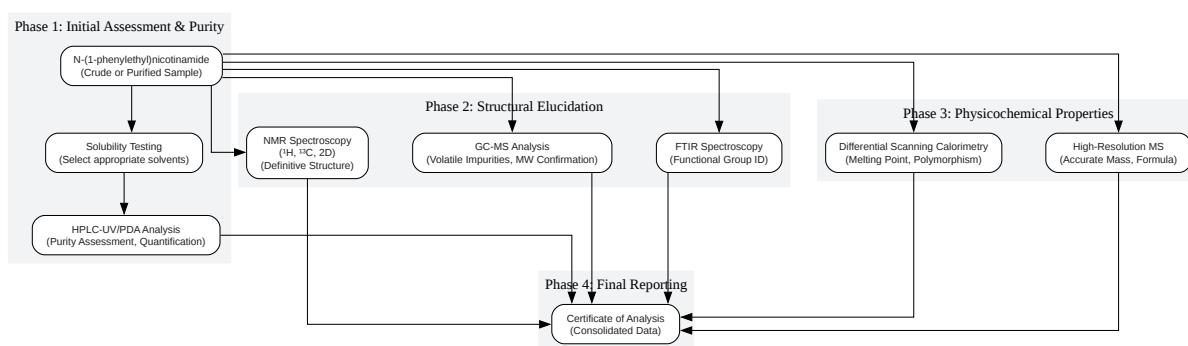 Phase 1: Initial Assessment & Purity
N-(1-phenylethyl)nicotinamide
(Crude or Purified Sample)
Solubility Testing
(Select appropriate solvents)
HPLC-UV/PDA Analysis
(Purity Assessment, Quantification)
Phase 2: Structural Elucidation
NMR Spectroscopy
(¹H, ¹³C, 2D)
(Definitive Structure)
GC-MS Analysis
(Volatile Impurities, MW Confirmation)
FTIR Spectroscopy
(Functional Group ID)
Phase 3: Physicochemical Properties
Differential Scanning Calorimetry
(Melting Point, Polymorphism)
High-Resolution MS
(Accurate Mass, Formula)
Phase 4: Final Reporting
Certificate of Analysis
(Consolidated Data)